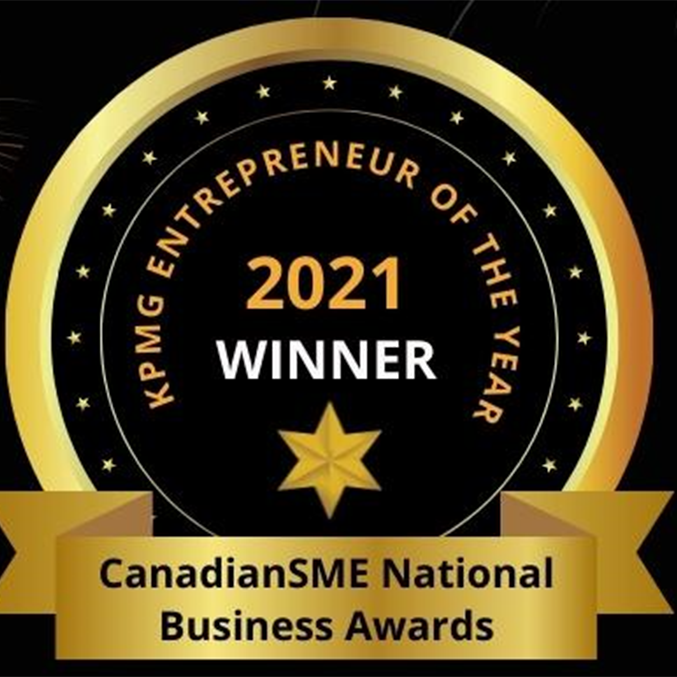 KPMG ENTREPRENEUR OF THE YEAR
2021
WINNER
CanadianSME National
Business Awards